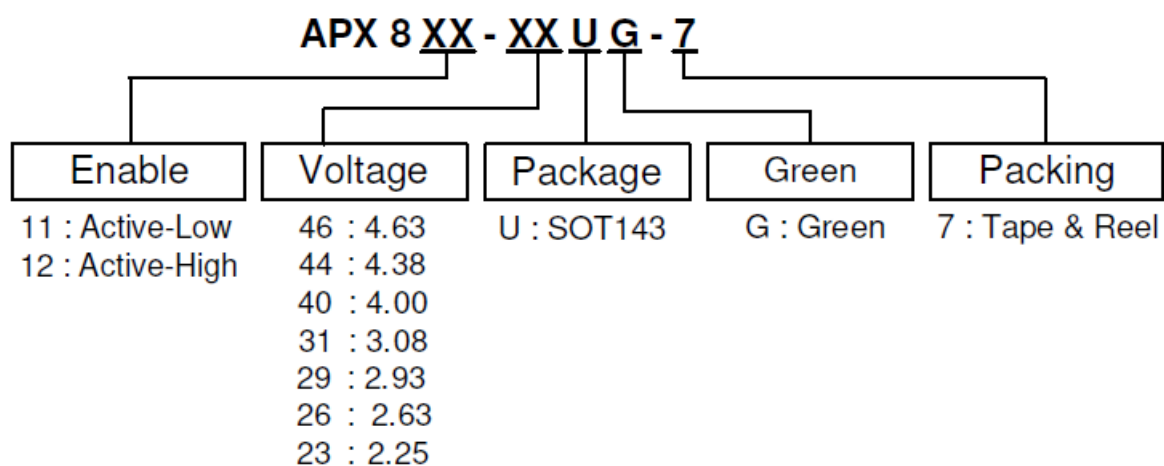 APX 8 XX - XX U G - 7
Enable Voltage Package Green Packing
11 : Active-Low 46 : 4.63 U : SOT143 G : Green 7 : Tape & Reel
12 : Active-High 44 : 4.38
40 : 4.00
31 : 3.08
29 : 2.93
26 : 2.63
23 : 2.25